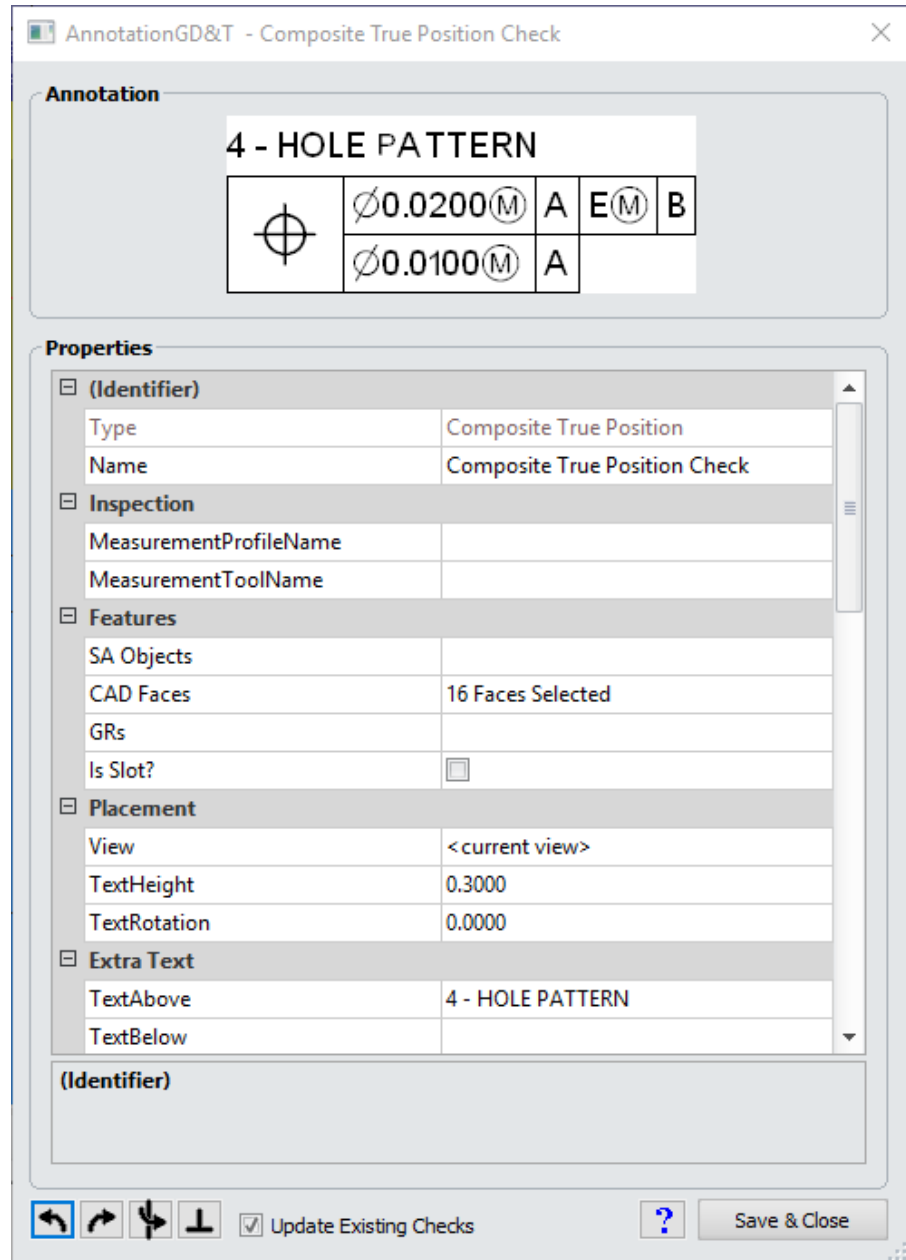 AnnotationGD&T - Composite True Position Check
Annotation
4 - HOLE PATTERN
∅0.0200Ⓜ A EⓂ B
∅0.0100Ⓜ A
Properties
(Identifier)
Type Composite True Position
Name Composite True Position Check
Inspection
MeasurementProfileName
MeasurementToolName
Features
SA Objects
CAD Faces 16 Faces Selected
GRs
Is Slot?
Placement
View <current view>
TextHeight 0.3000
TextRotation 0.0000
Extra Text
TextAbove 4 - HOLE PATTERN
TextBelow
(Identifier)
Update Existing Checks ? Save & Close